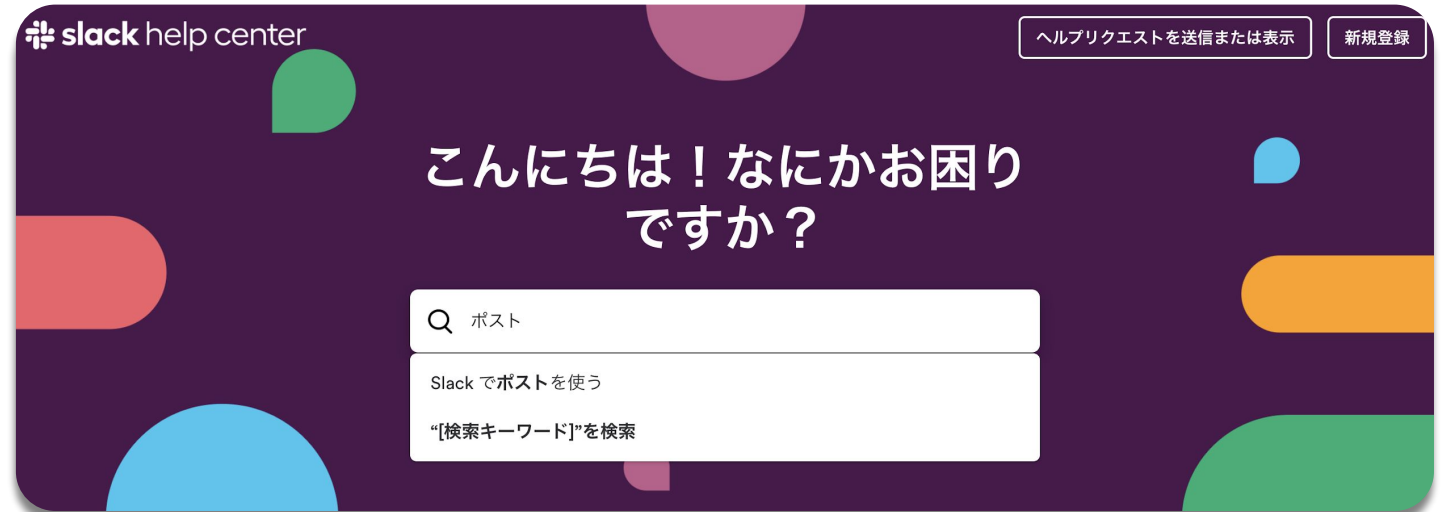 slack help center
ヘルプリクエストを送信または表示
新規登録
こんにちは！なにかお困り
ですか？
ポスト
Slack でポストを使う
“[検索キーワード]”を検索